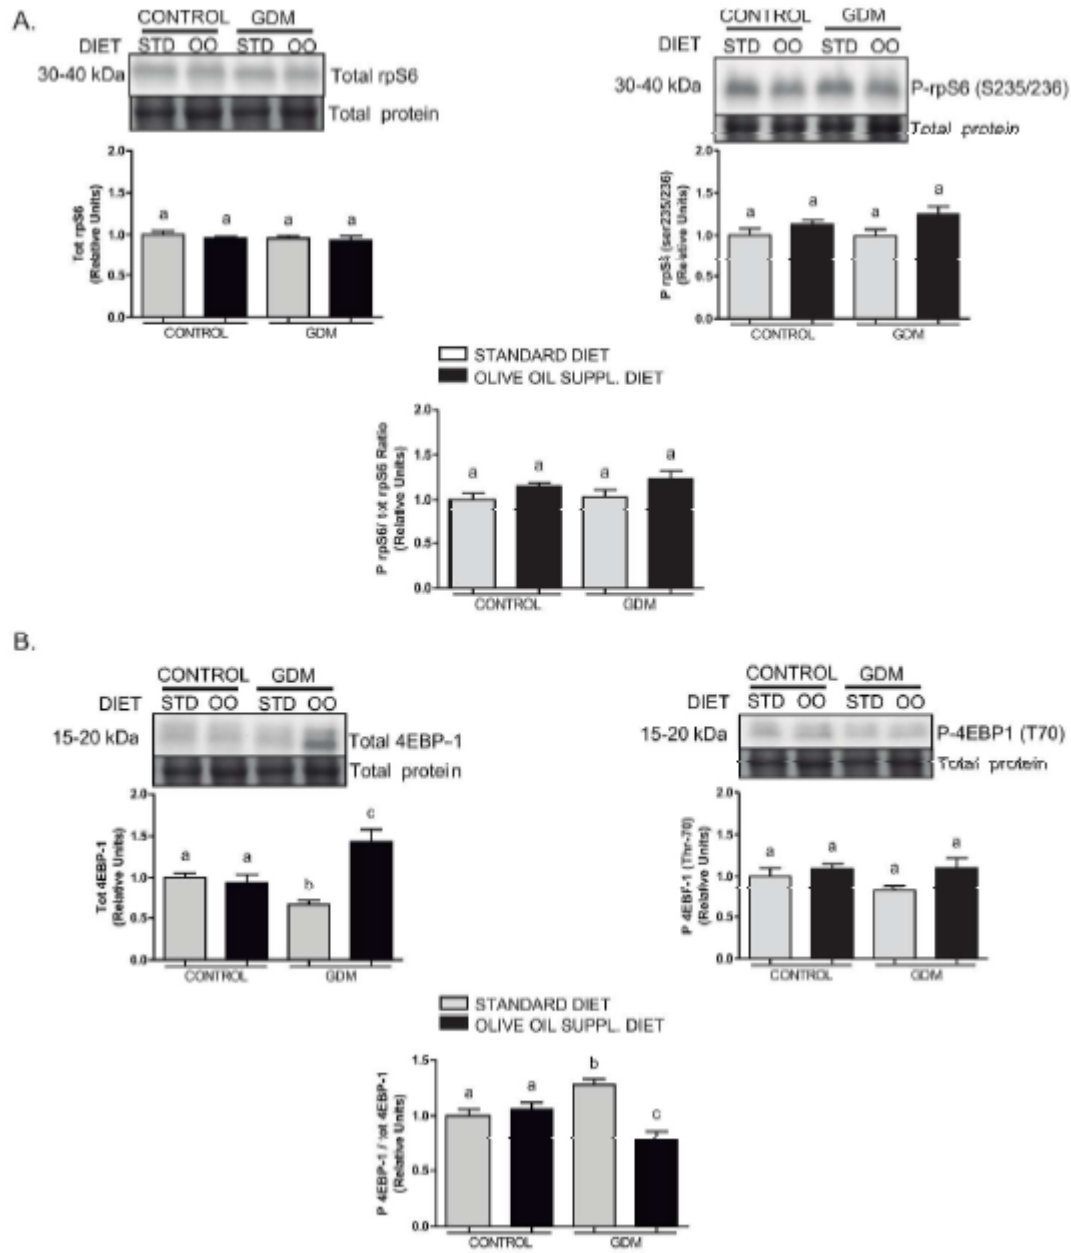 A.
CONTROL GDM
DIET STD OO STD OO
30-40 kDa Total rpS6
Total protein
2.0
1.5
1.0
0.5
0.0
Tot rpS6
(Relative Units)
a a a a
CONTROL GDM
CONTROL GDM
DIET STD OO STD OO
30-40 kDa P-rpS6 (S235/236)
Total protein
2.0
1.5
1.0
0.5
0.0
(ser235/236)
(Relative Units)
a a a a
CONTROL GDM
STANDARD DIET
OLIVE OIL SUPPL. DIET
2.0
1.5
1.0
0.5
0.0
P rpS6/ tot rpS6 Ratio
(Relative Units)
a a a a
CONTROL GDM
B.
CONTROL GDM
DIET STD OO STD OO
15-20 kDa Total 4EBP-1
Total protein
2.0
1.5
1.0
0.5
0.0
Tot 4EBP-1
(Relative Units)
a a b c
CONTROL GDM
CONTROL GDM
DIET STD OO STD OO
15-20 kDa P-4EBP1 (T70)
Total protein
2.0
1.5
1.0
0.5
0.0
P 4EBP-1 (Thr-70)
(Relative Units)
a a a a
CONTROL GDM
STANDARD DIET
OLIVE OIL SUPPL. DIET
1.5
1.0
0.5
0.0
P 4EBP-1 / tot 4EBP-1
(Relative Units)
a a b c
CONTROL GDM